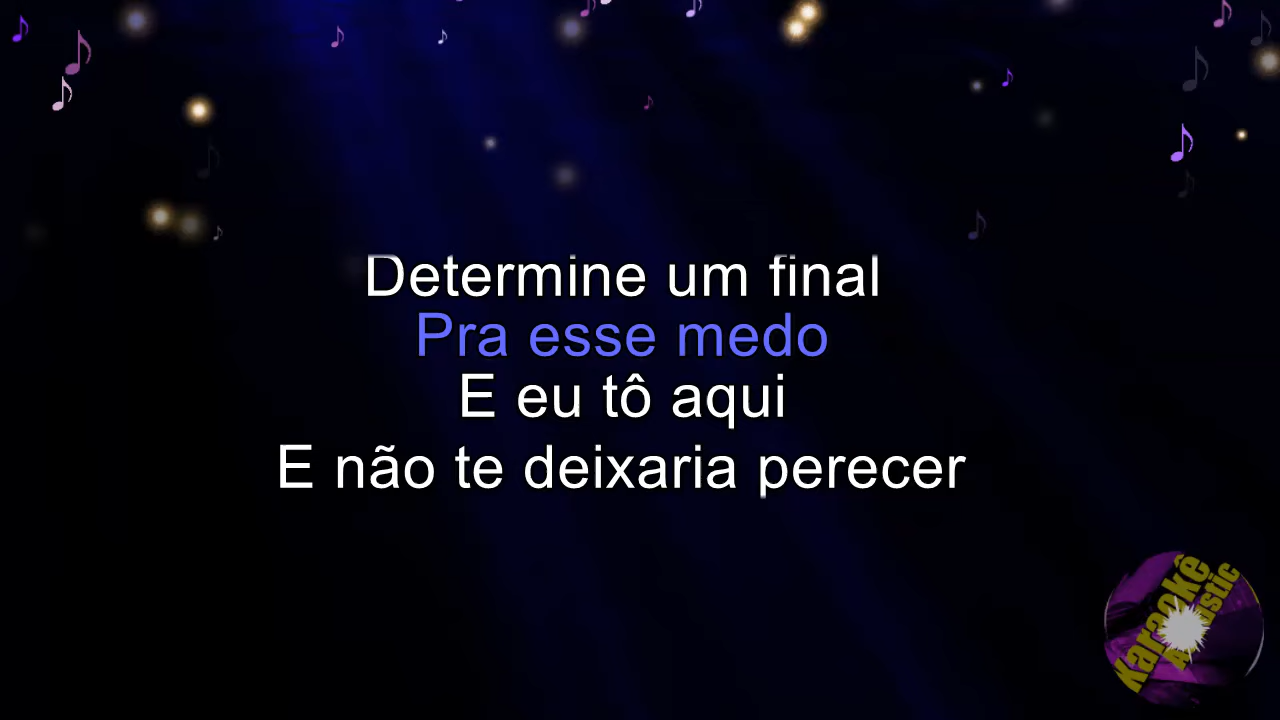 Determine um final
Pra esse medo
E eu tô aqui
E não te deixaria perecer
Karaokê